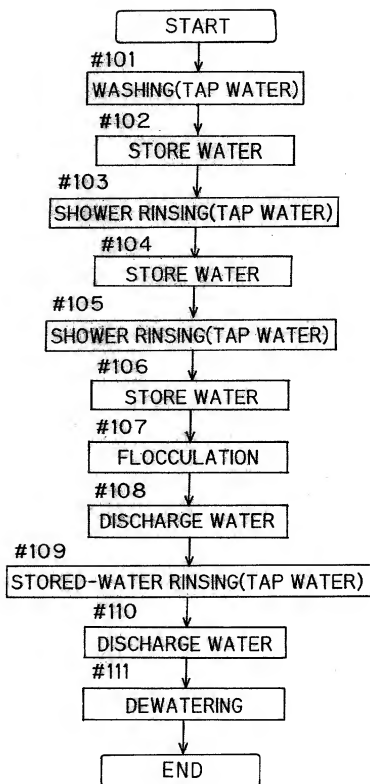 START
#101
WASHING(TAP WATER)
#102
STORE WATER
#103
SHOWER RINSING(TAP WATER)
#104
STORE WATER
#105
SHOWER RINSING(TAP WATER)
#106
STORE WATER
#107
FLOCCULATION
#108
DISCHARGE WATER
#109
STORED-WATER RINSING(TAP WATER)
#110
DISCHARGE WATER
#111
DEWATERING
END